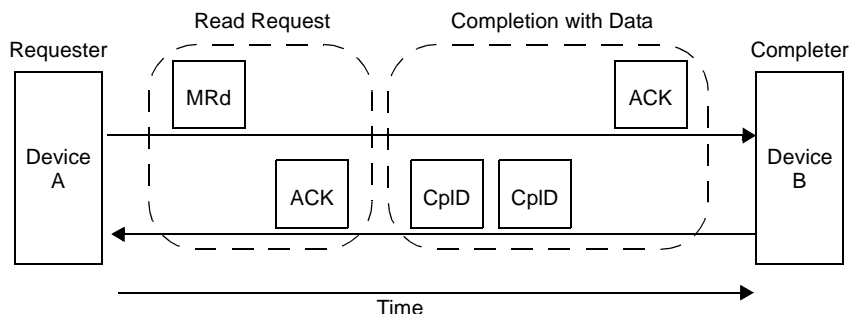 Read Request
Completion with Data
Requester
Completer
MRd
ACK
Device
A
Device
B
ACK
CplD
CplD
Time